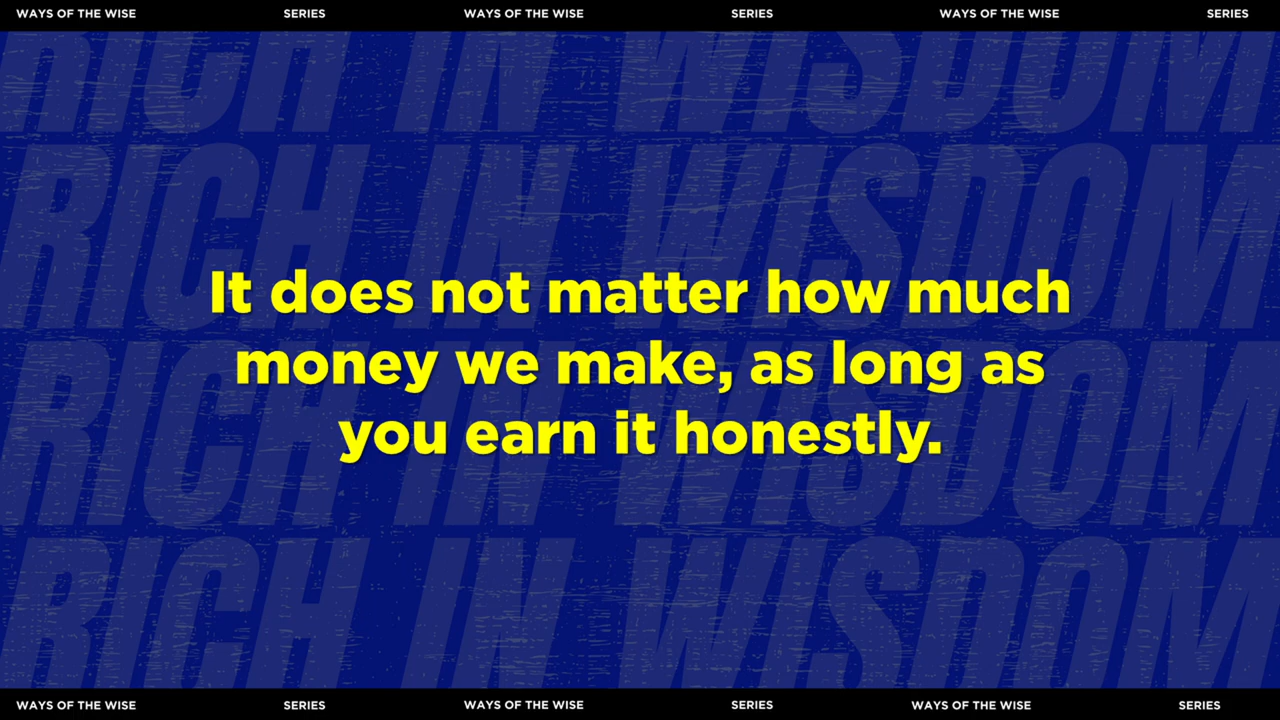 WAYS OF THE WISE SERIES WAYS OF THE WISE SERIES WAYS OF THE WISE SERIES
RICH IN WISDOM
RICH IN WISDOM
It does not matter how much
money we make, as long as
you earn it honestly.
RICH IN WISDOM
RICH IN WISDOM
WAYS OF THE WISE SERIES WAYS OF THE WISE SERIES WAYS OF THE WISE SERIES